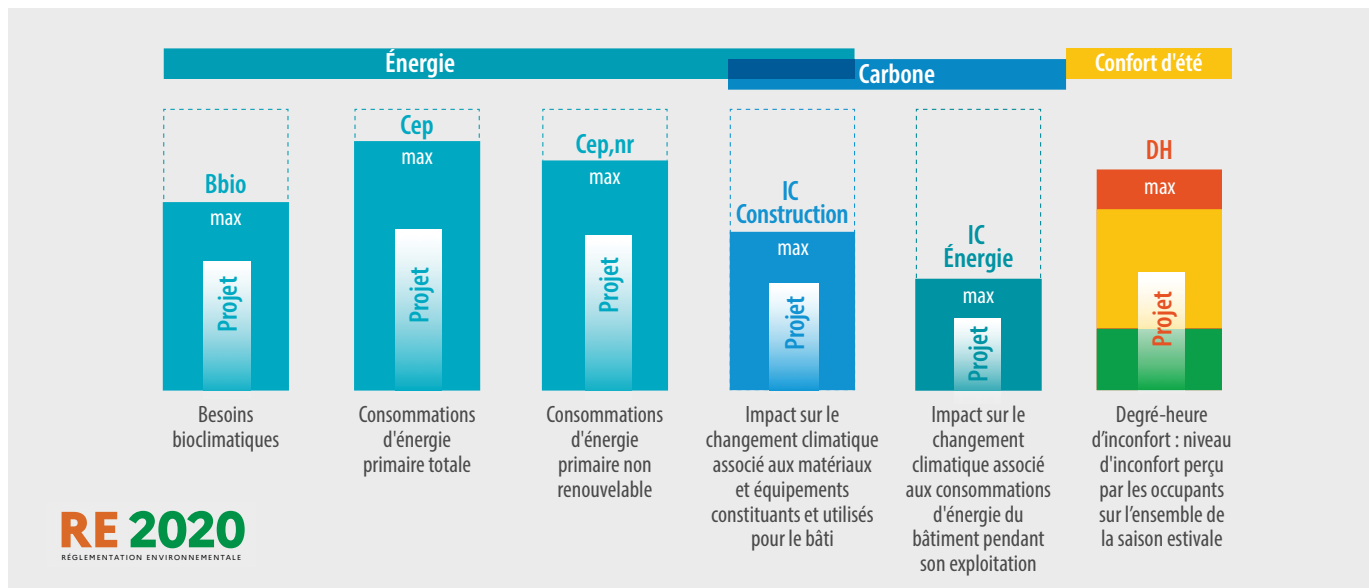 Énergie
Carbone
Confort d'été
Bbio
max
Projet
Besoins
bioclimatiques
Cep
max
Projet
Consommations
d'énergie
primaire totale
Cep,nr
max
Projet
Consommations
d'énergie
primaire non
renouvelable
IC
Construction
max
Projet
Impact sur le
changement climatique
associé aux matériaux
et équipements
constituants et utilisés
pour le bâti
IC
Énergie
max
Projet
Impact sur le
changement
climatique associé
aux consommations
d'énergie du
bâtiment pendant
son exploitation
DH
max
Projet
Degré-heure
d’inconfort : niveau
d'inconfort perçu
par les occupants
sur l’ensemble de
la saison estivale
RE 2020
RÉGLEMENTATION ENVIRONNEMENTALE